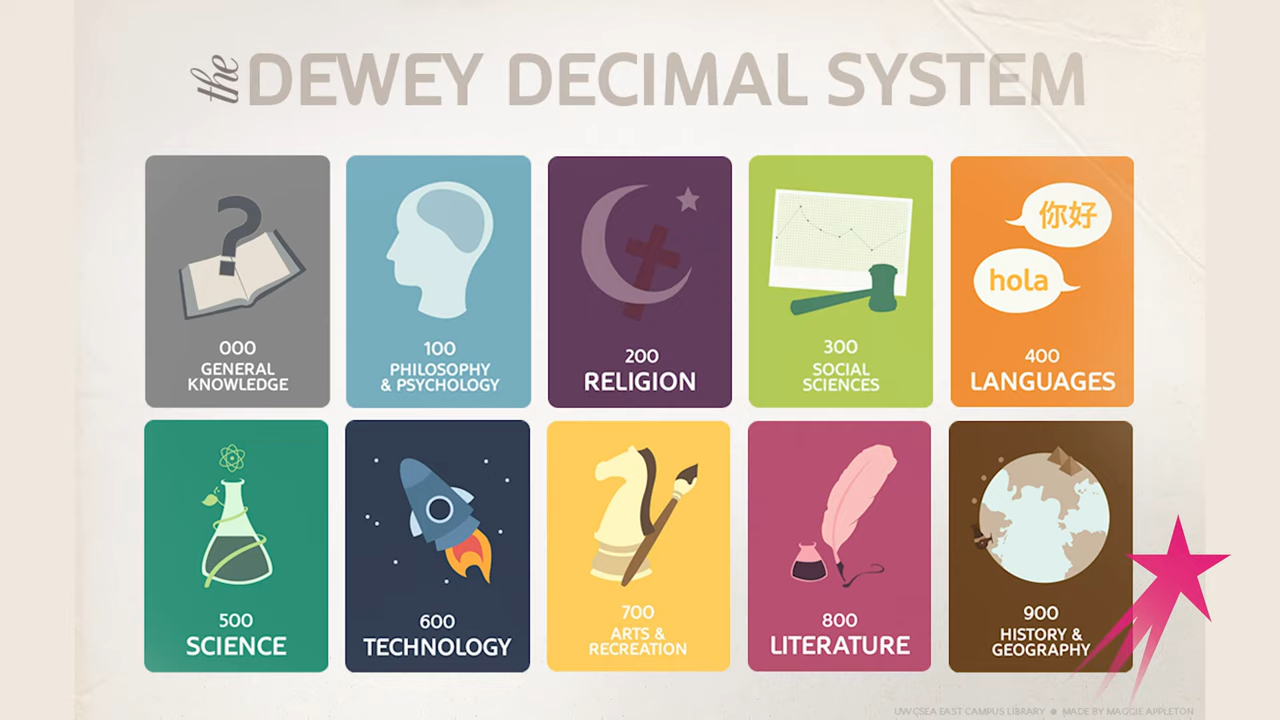 the DEWEY DECIMAL SYSTEM
000
GENERAL
KNOWLEDGE
100
PHILOSOPHY
& PSYCHOLOGY
200
RELIGION
300
SOCIAL
SCIENCES
你好
hola
400
LANGUAGES
500
SCIENCE
600
TECHNOLOGY
700
ARTS &
RECREATION
800
LITERATURE
900
HISTORY &
GEOGRAPHY
UWCSEA EAST CAMPUS LIBRARY ● MADE BY MAGGIE APPLETON